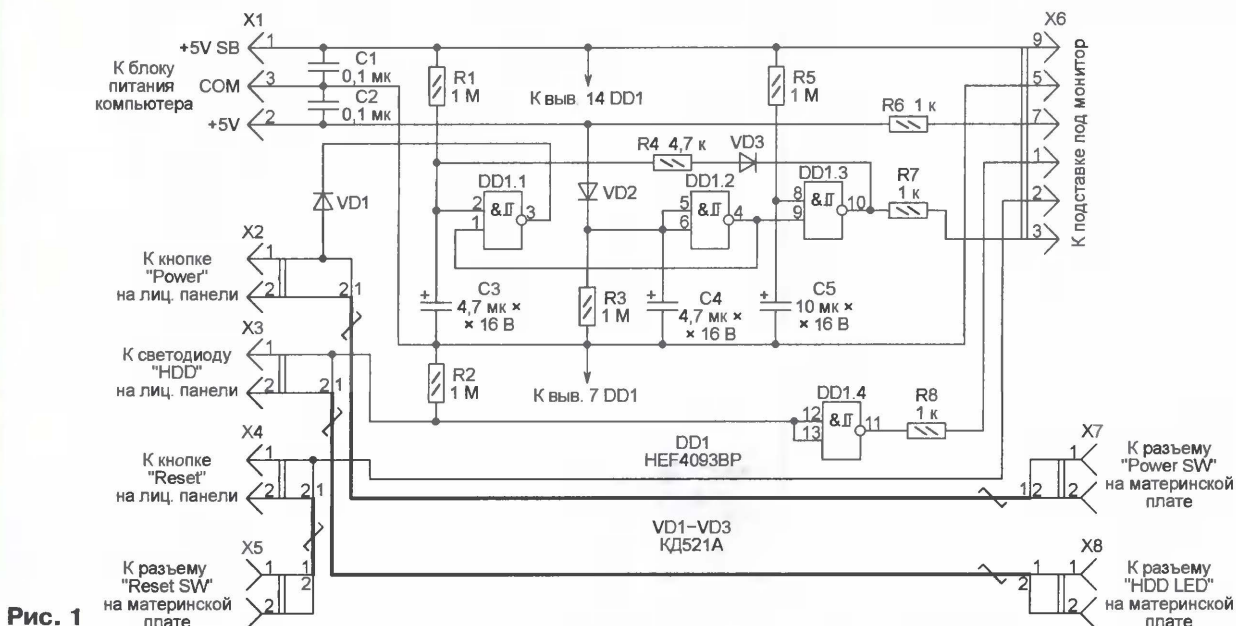 X1
+5V SB
1
К блоку
питания
компьютера
COM
3
+5V
2
C1
0,1 мк
C2
0,1 мк
R1
1 М
К выв. 14 DD1
R5
1 М
R6 1 к
X6
9
5
7
1
2
3
К подставке под монитор
R4 4,7 к
VD3
VD1
DD1.1
2
1
&
3
VD2
DD1.2
5
6
&
4
DD1.3
8
9
&
10
R7
1 к
X2
К кнопке
"Power"
на лиц. панели
1
2
2
1
+
C3
4,7 мк ×
× 16 В
R3
1 М
+
C4
4,7 мк ×
× 16 В
+
C5
10 мк ×
× 16 В
X3
К светодиоду
"HDD"
на лиц. панели
1
2
2
1
R2
1 М
К выв. 7 DD1
DD1.4
12
13
&
11
R8
1 к
X4
К кнопке
"Reset"
на лиц. панели
1
2
2
1
DD1
HEF4093BP
X7
1
2
1
2
К разъему
"Power SW"
на материнской
плате
VD1–VD3
КД521А
X5
К разъему
"Reset SW"
на материнской
плате
1
2
1
2
X8
1
2
1
2
К разъему
"HDD LED"
на материнской
плате
Рис. 1